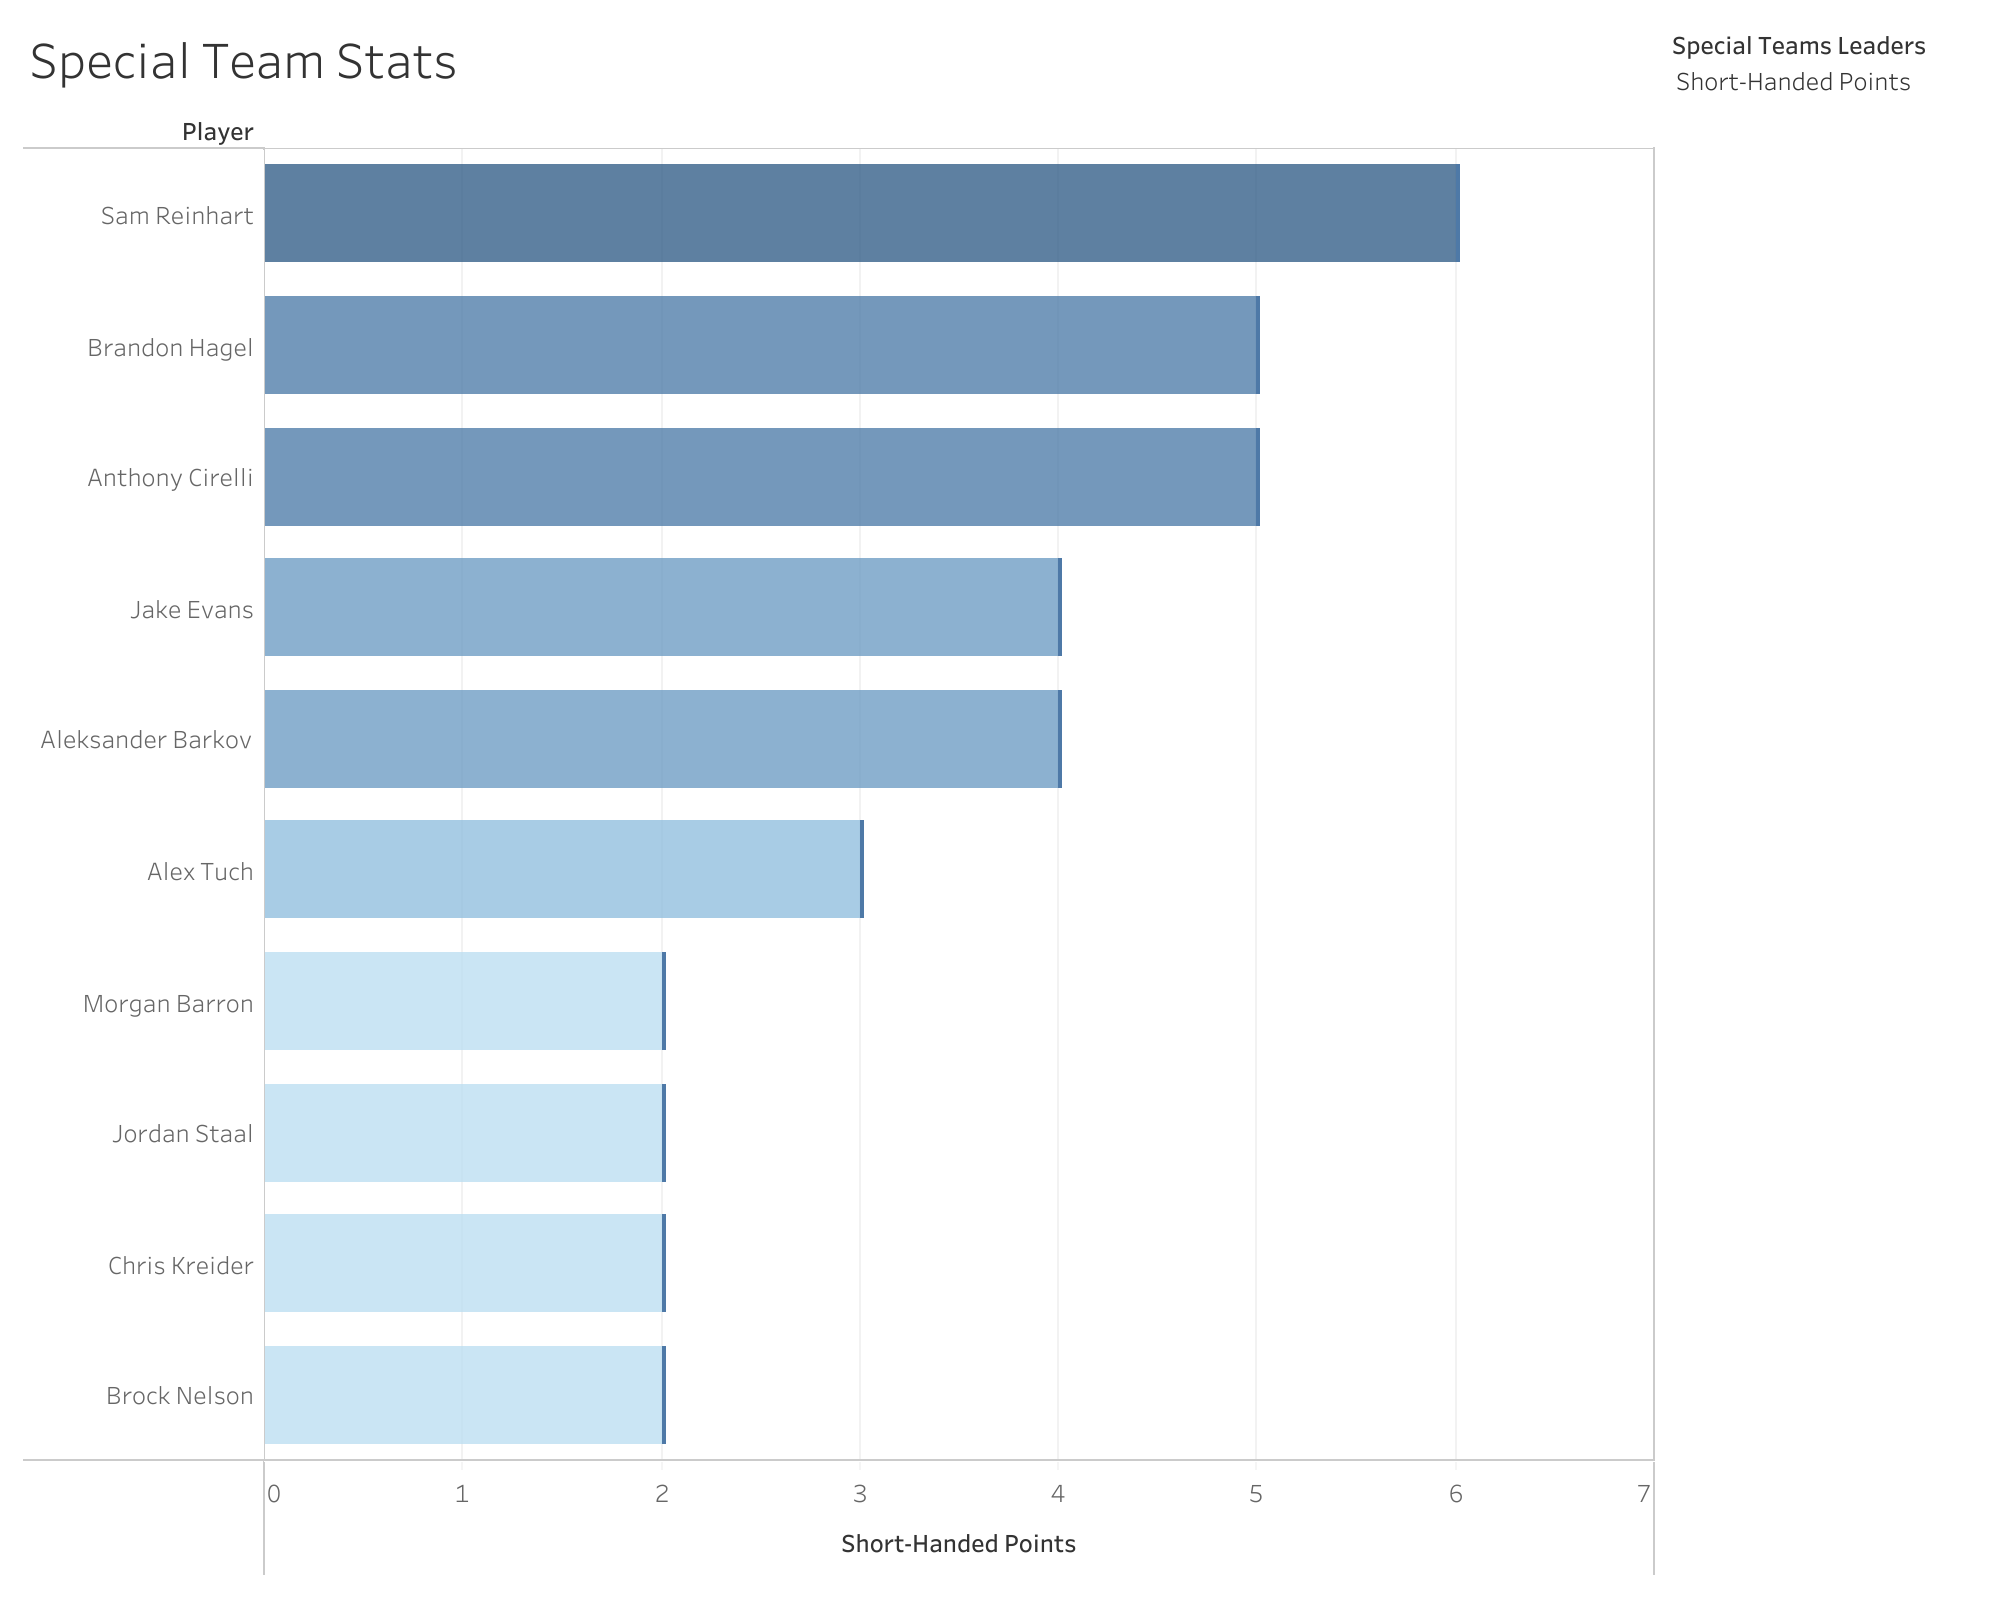 Special Team Stats
Special Teams Leaders
Short-Handed Points
Player
Sam Reinhart
Brandon Hagel
Anthony Cirelli
Jake Evans
Aleksander Barkov
Alex Tuch
Morgan Barron
Jordan Staal
Chris Kreider
Brock Nelson
0 1 2 3 4 5 6 7
Short-Handed Points